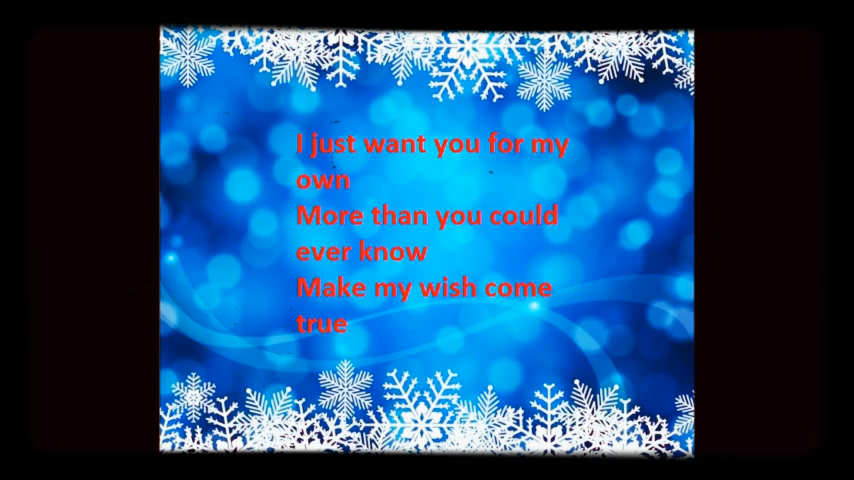 I just want you for my
own
More than you could
ever know
Make my wish come
true